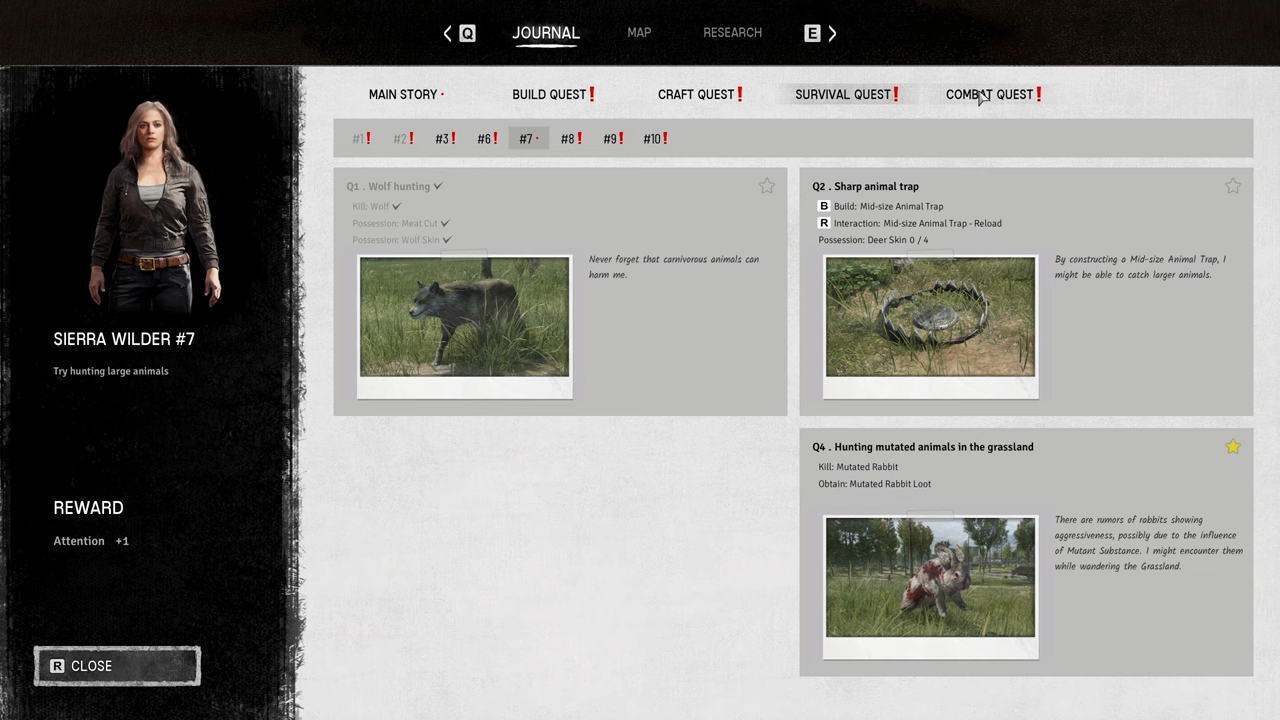 Q JOURNAL MAP RESEARCH E
MAIN STORY BUILD QUEST! CRAFT QUEST! SURVIVAL QUEST! COMBAT QUEST!
#1! #2! #3! #6! #7 #8! #9! #10!
SIERRA WILDER #7
Try hunting large animals
REWARD
Attention +1
R CLOSE
Q1 . Wolf hunting
Kill: Wolf
Possession: Meat Cut
Possession: Wolf Skin
Never forget that carnivorous animals can
harm me.
Q2 . Sharp animal trap
B Build: Mid-size Animal Trap
R Interaction: Mid-size Animal Trap - Reload
Possession: Deer Skin 0 / 4
By constructing a Mid-size Animal Trap, I
might be able to catch larger animals.
Q4 . Hunting mutated animals in the grassland
Kill: Mutated Rabbit
Obtain: Mutated Rabbit Loot
There are rumors of rabbits showing
aggressiveness, possibly due to the influence
of Mutant Substance. I might encounter them
while wandering the Grassland.